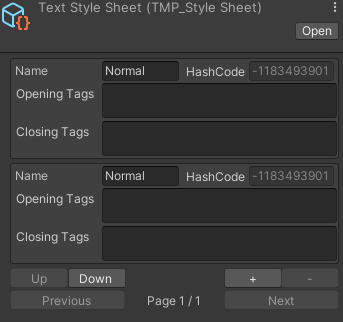 Text Style Sheet (TMP_Style Sheet)
Open
Name Normal HashCode -1183493901
Opening Tags
Closing Tags
Name Normal HashCode -1183493901
Opening Tags
Closing Tags
Up Down + -
Previous Page 1 / 1 Next